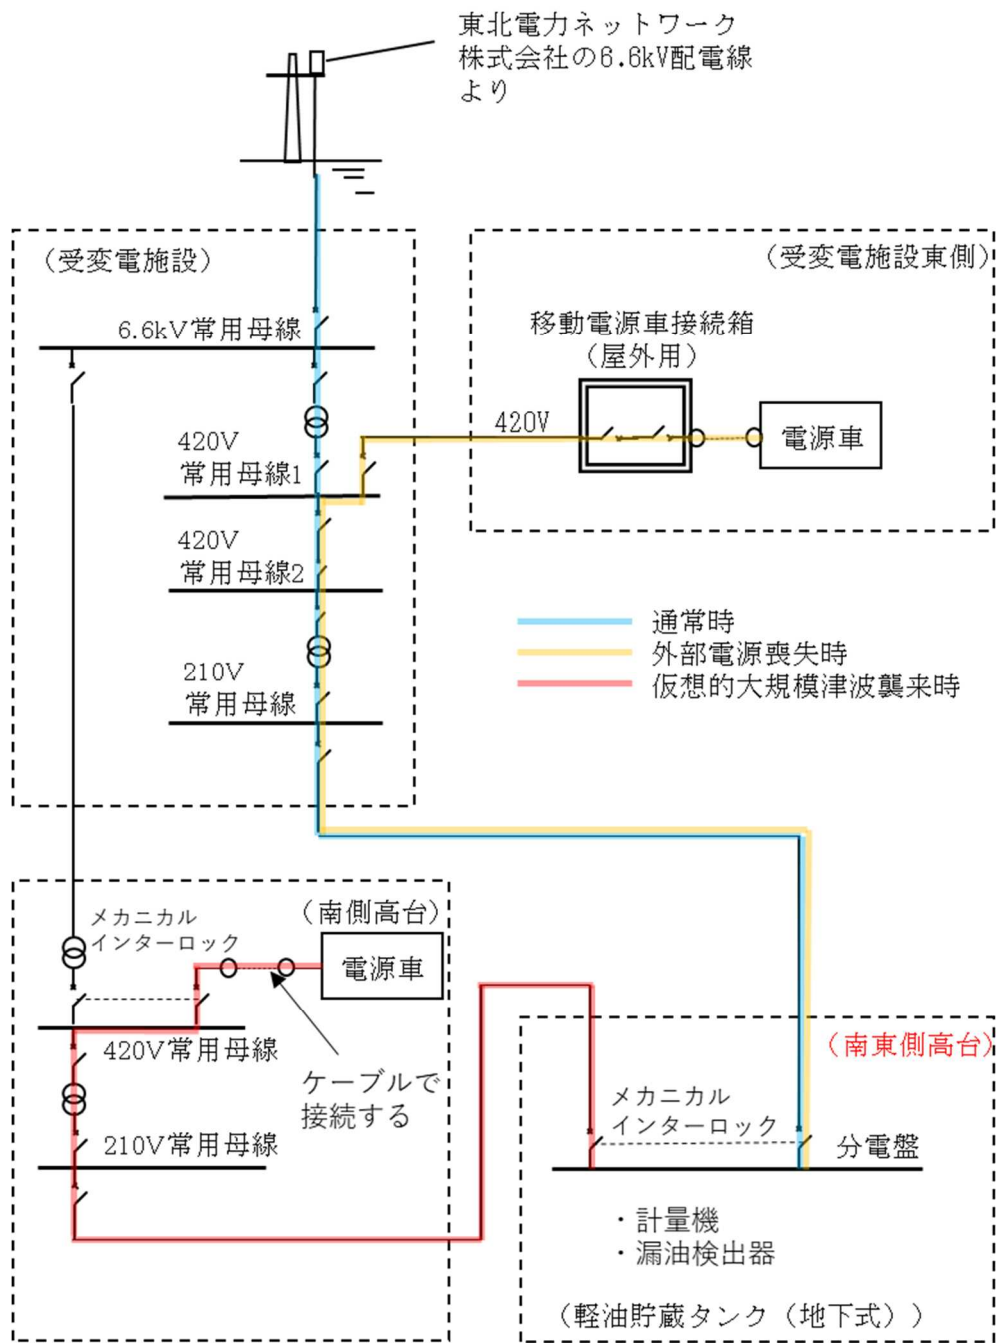 東北電力ネットワーク
株式会社の6.6kV配電線
より
（受変電施設）
（受変電施設東側）
6.6kV常用母線
移動電源車接続箱
（屋外用）
420V
電源車
420V
常用母線1
420V
常用母線2
210V
常用母線
通常時
外部電源喪失時
仮想的大規模津波襲来時
（南側高台）
メカニカル
インターロック
電源車
420V常用母線
ケーブルで
接続する
210V常用母線
（南東側高台）
メカニカル
インターロック
分電盤
・計量機
・漏油検出器
（軽油貯蔵タンク（地下式））